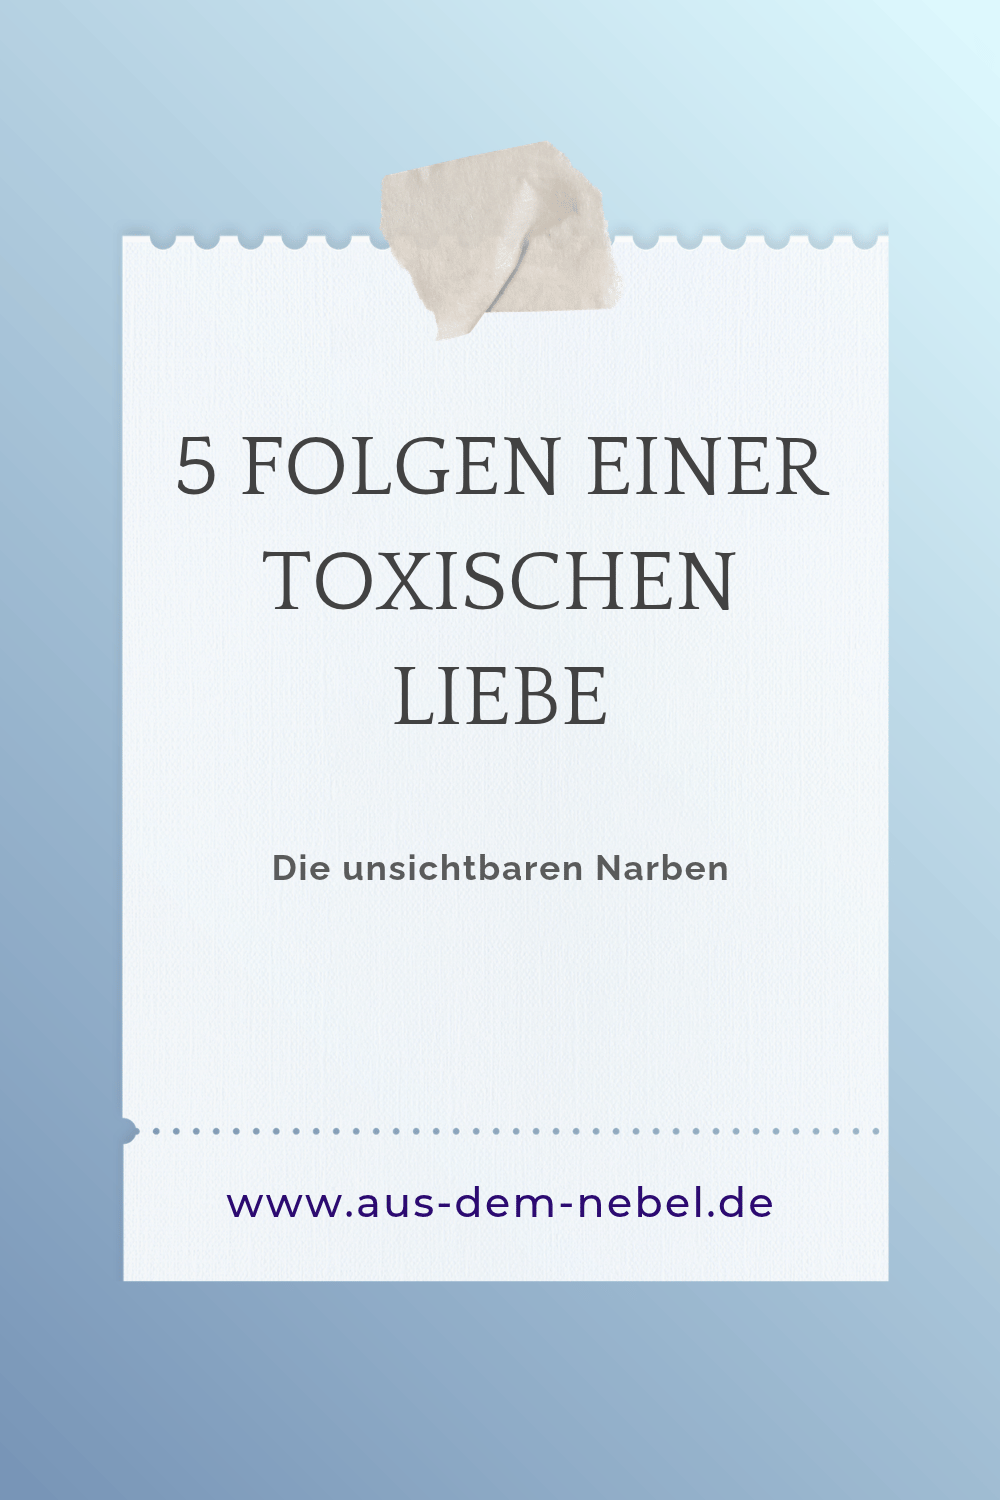 5 FOLGEN EINER
TOXISCHEN
LIEBE
Die unsichtbaren Narben
www.aus-dem-nebel.de